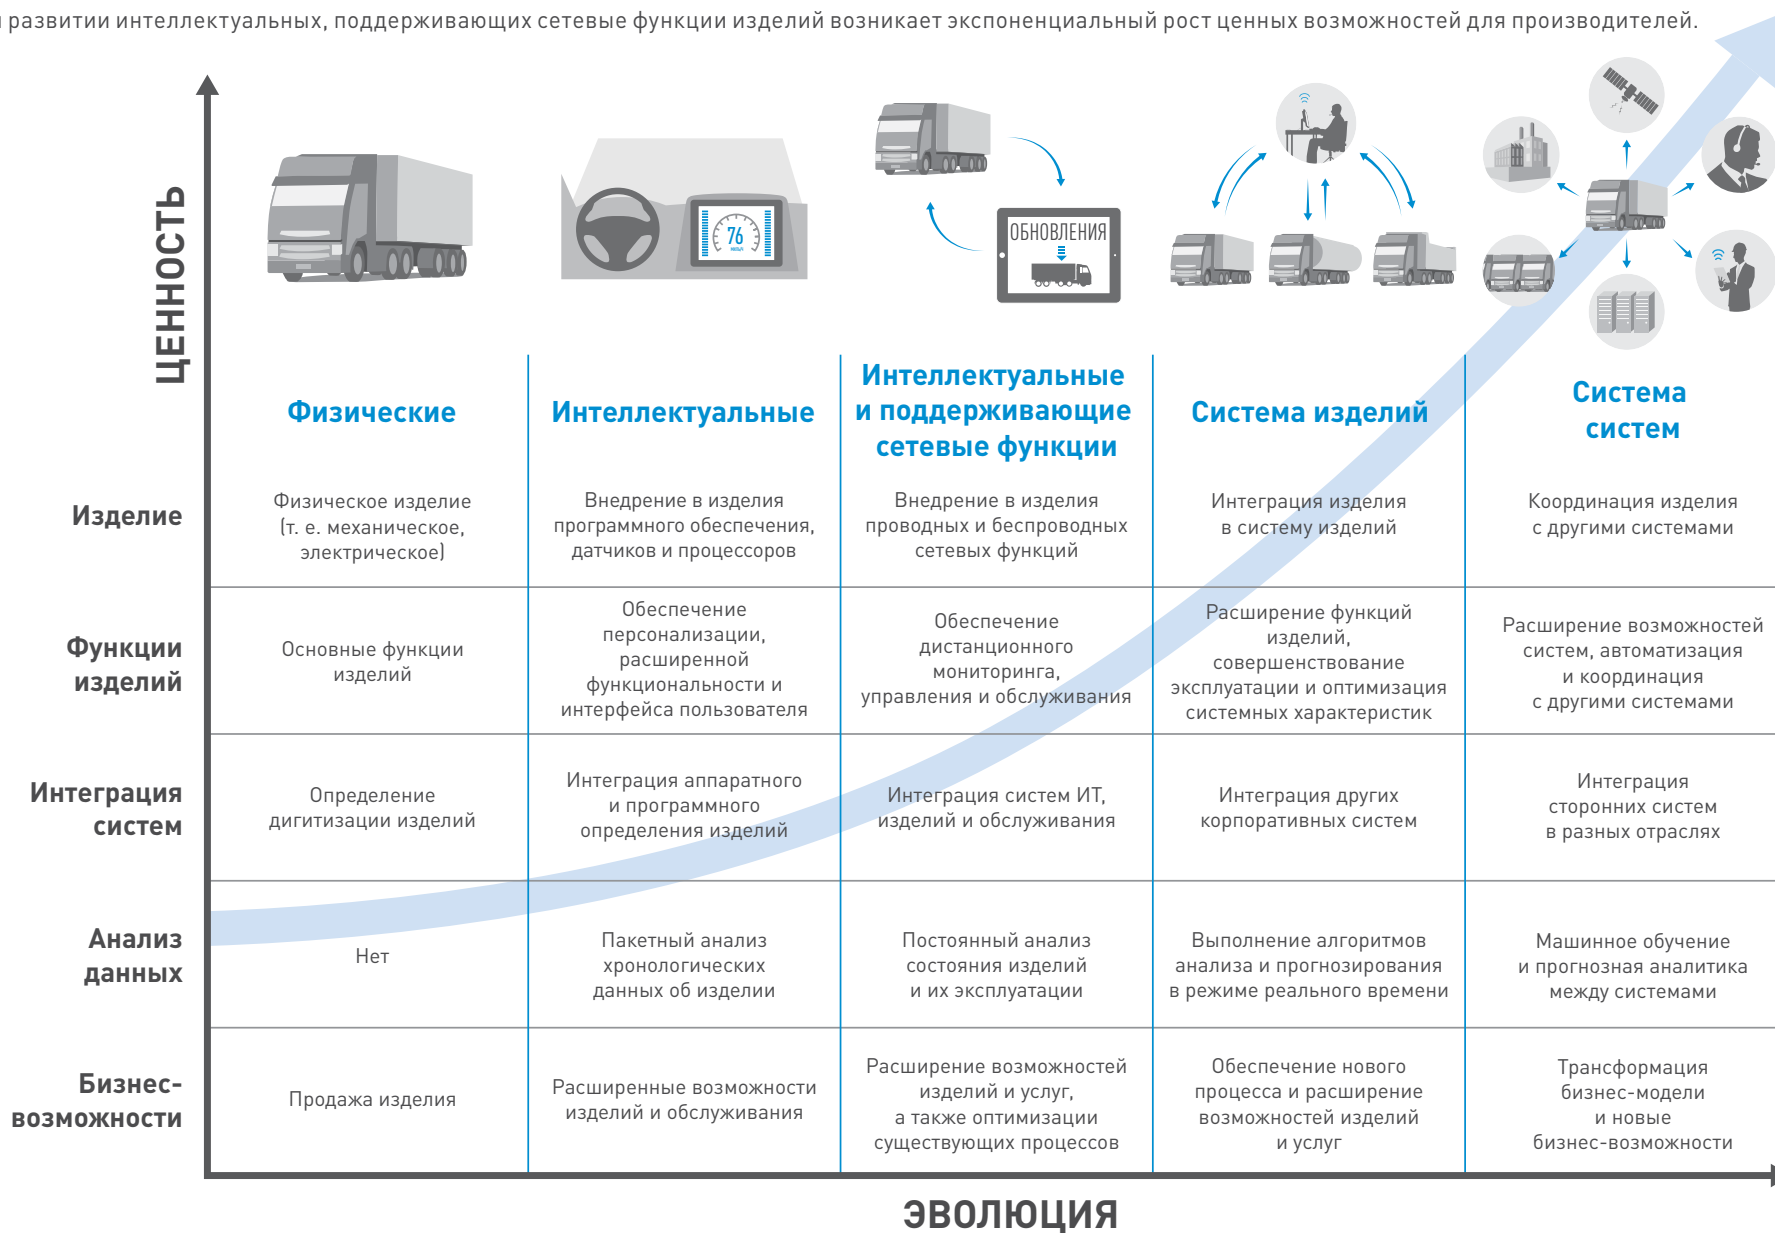 и развитии интеллектуальных, поддерживающих сетевые функции изделий возникает экспоненциальный рост ценных возможностей для производителей.
ЦЕННОСТЬ
76
ОБНОВЛЕНИЯ
Физические
Интеллектуальные
Интеллектуальные
и поддерживающие
сетевые функции
Система изделий
Система
систем
Изделие
Физическое изделие
(т. е. механическое,
электрическое)
Внедрение в изделия
программного обеспечения,
датчиков и процессоров
Внедрение в изделия
проводных и беспроводных
сетевых функций
Интеграция изделия
в систему изделий
Координация изделия
с другими системами
Функции
изделий
Основные функции
изделий
Обеспечение
персонализации,
расширенной
функциональности и
интерфейса пользователя
Обеспечение
дистанционного
мониторинга,
управления и обслуживания
Расширение функций
изделий,
совершенствование
эксплуатации и оптимизация
системных характеристик
Расширение возможностей
систем, автоматизация
и координация
с другими системами
Интеграция
систем
Определение
дигитизации изделий
Интеграция аппаратного
и программного
определения изделий
Интеграция систем ИТ,
изделий и обслуживания
Интеграция других
корпоративных систем
Интеграция
сторонних систем
в разных отраслях
Анализ
данных
Нет
Пакетный анализ
хронологических
данных об изделии
Постоянный анализ
состояния изделий
и их эксплуатации
Выполнение алгоритмов
анализа и прогнозирования
в режиме реального времени
Машинное обучение
и прогнозная аналитика
между системами
Бизнес-
возможности
Продажа изделия
Расширенные возможности
изделий и обслуживания
Расширение возможностей
изделий и услуг,
а также оптимизации
существующих процессов
Обеспечение нового
процесса и расширение
возможностей изделий
и услуг
Трансформация
бизнес-модели
и новые
бизнес-возможности
ЭВОЛЮЦИЯ